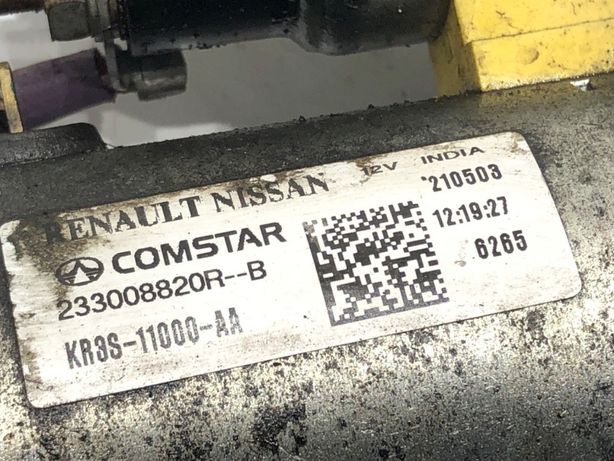 RENAULT NISSAN 12V INDIA
COMSTAR 210503
233008820R--B 12:19:27
KR3S-11000-AA 6265